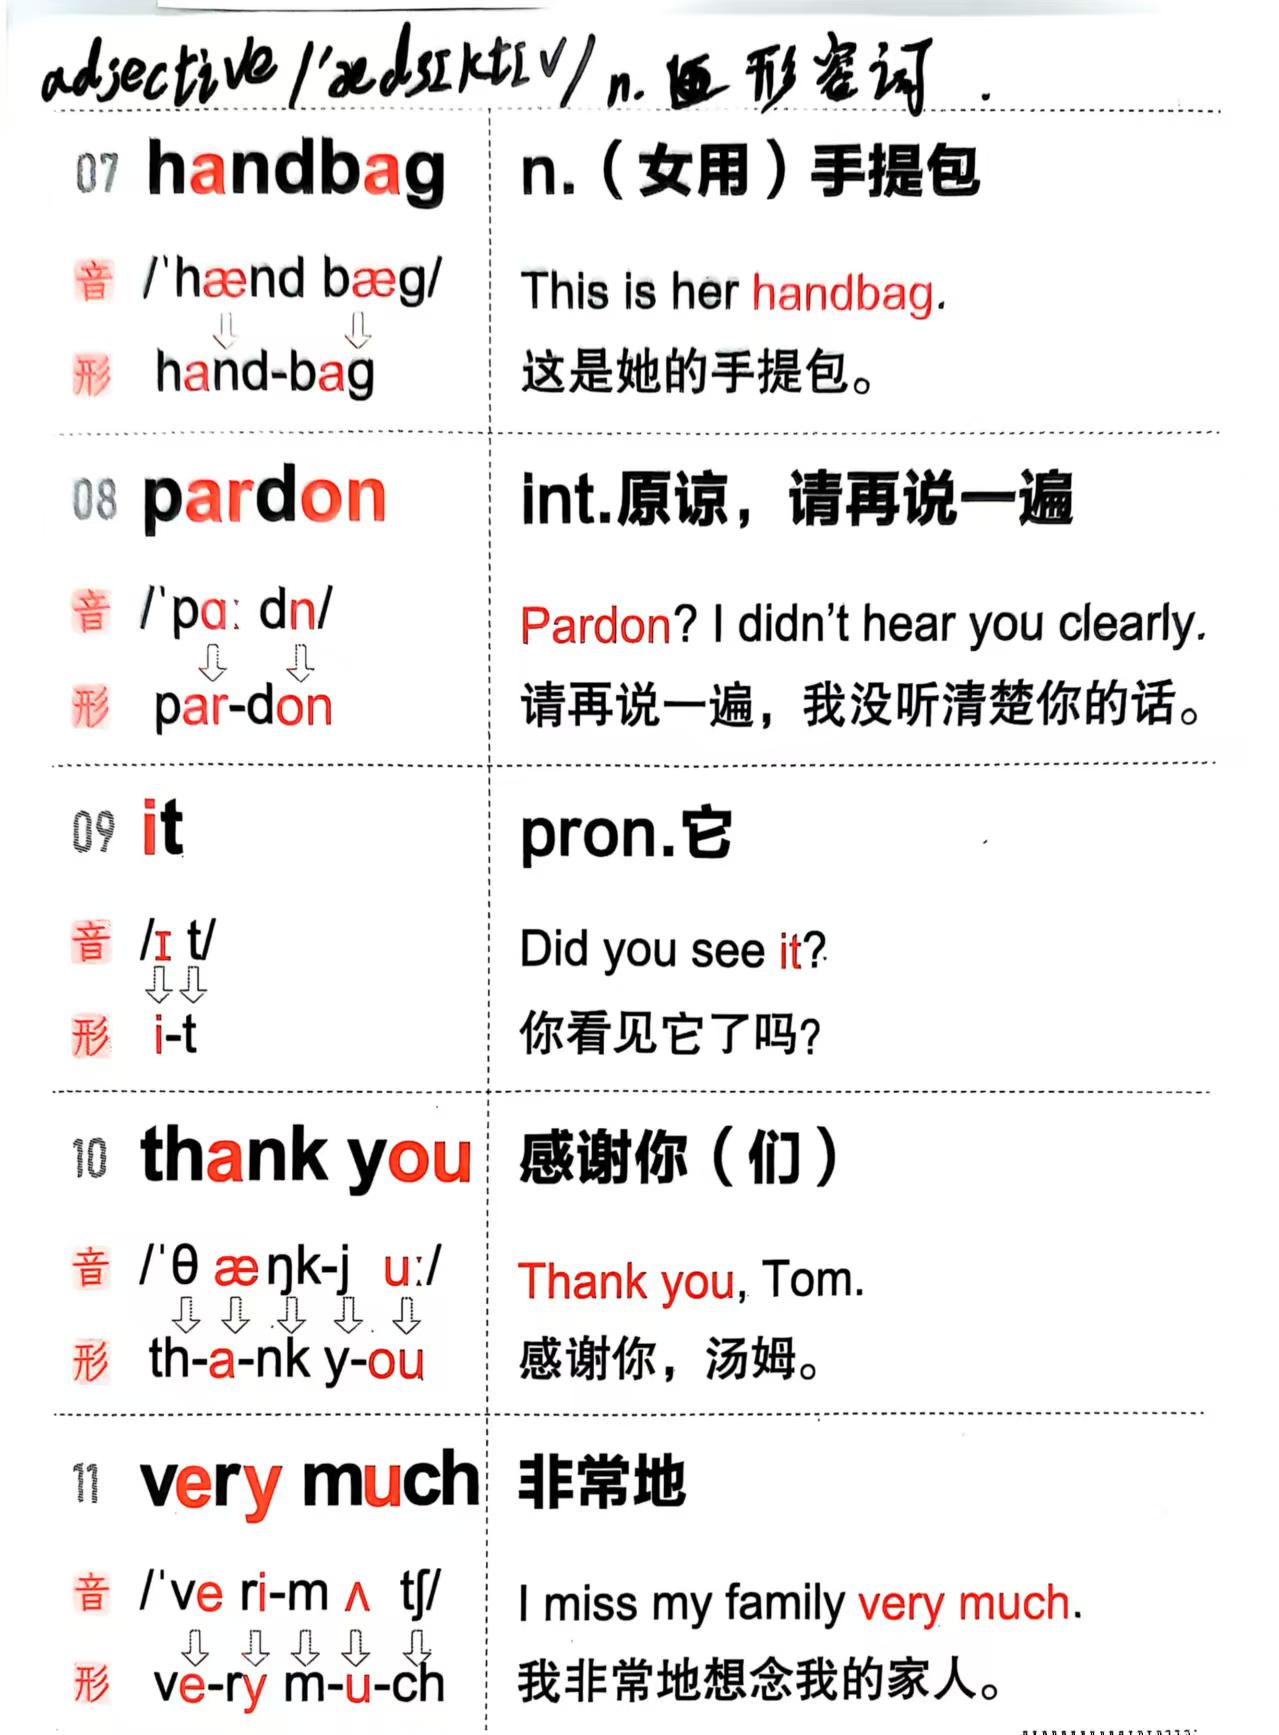 adjective /'ædsɪktɪv/ n. 形容词.
07 handbag n.（女用）手提包
音 /ˈhænd bæg/ This is her handbag.
形 hand-bag 这是她的手提包。
08 pardon int.原谅，请再说一遍
音 /ˈpɑː dn/ Pardon? I didn't hear you clearly.
形 par-don 请再说一遍，我没听清楚你的话。
09 it pron.它
音 /ɪ t/ Did you see it?
形 i-t 你看见它了吗?
10 thank you 感谢你（们）
音 /ˈθ æŋk-j uː/ Thank you, Tom.
形 th-a-nk y-ou 感谢你，汤姆。
11 very much 非常地
音 /ˈve ri-m ʌ tʃ/ I miss my family very much.
形 ve-ry m-u-ch 我非常地想念我的家人。